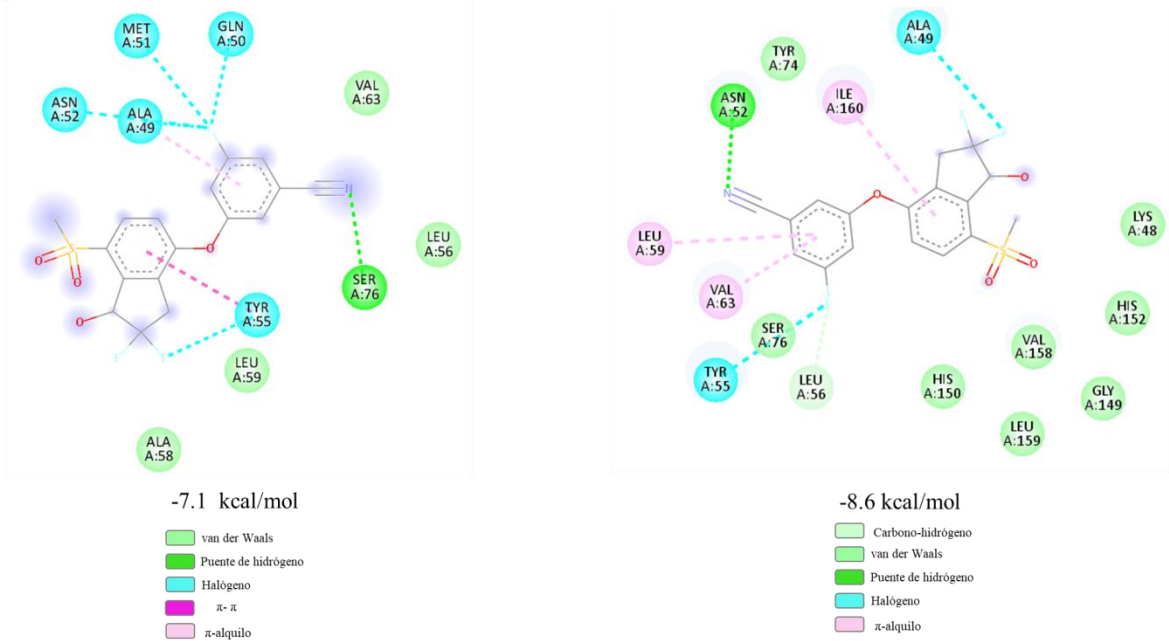 MET
A:51
GLN
A:50
ASN
A:52
ALA
A:49
VAL
A:63
N
LEU
A:56
SER
A:76
O
S
O
O
O
TYR
A:55
LEU
A:59
ALA
A:58
-7.1 kcal/mol
van der Waals
Puente de hidrógeno
Halógeno
π- π
π-alquilo
ALA
A:49
TYR
A:74
ASN
A:52
ILE
A:160
N
O
O
LEU
A:59
LYS
A:48
S
O
O
VAL
A:63
HIS
A:152
SER
A:76
VAL
A:158
TYR
A:55
LEU
A:56
HIS
A:150
GLY
A:149
LEU
A:159
-8.6 kcal/mol
Carbono-hidrógeno
van der Waals
Puente de hidrógeno
Halógeno
π-alquilo